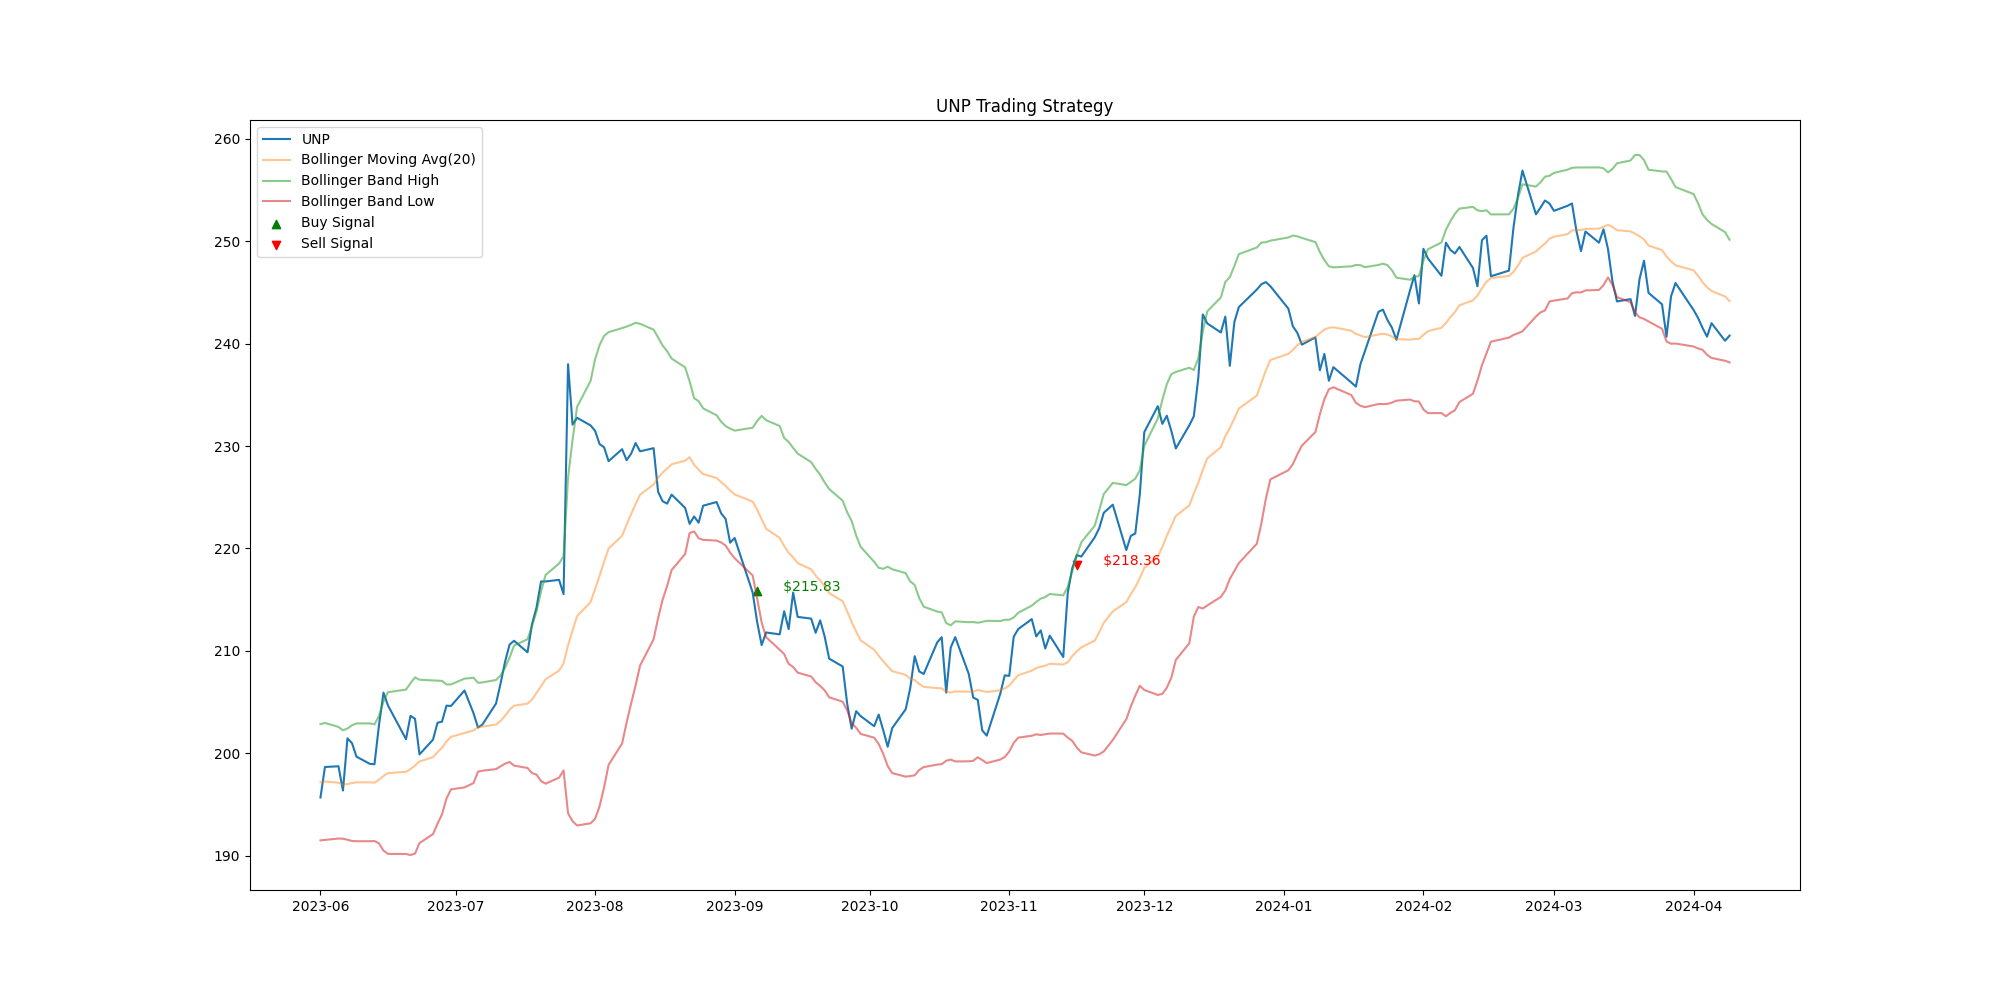 UNP Trading Strategy
260
250
240
230
220
210
200
190
UNP
Bollinger Moving Avg(20)
Bollinger Band High
Bollinger Band Low
Buy Signal
Sell Signal
$218.36
$215.83
2023-06 2023-07 2023-08 2023-09 2023-10 2023-11 2023-12 2024-01 2024-02 2024-03 2024-04